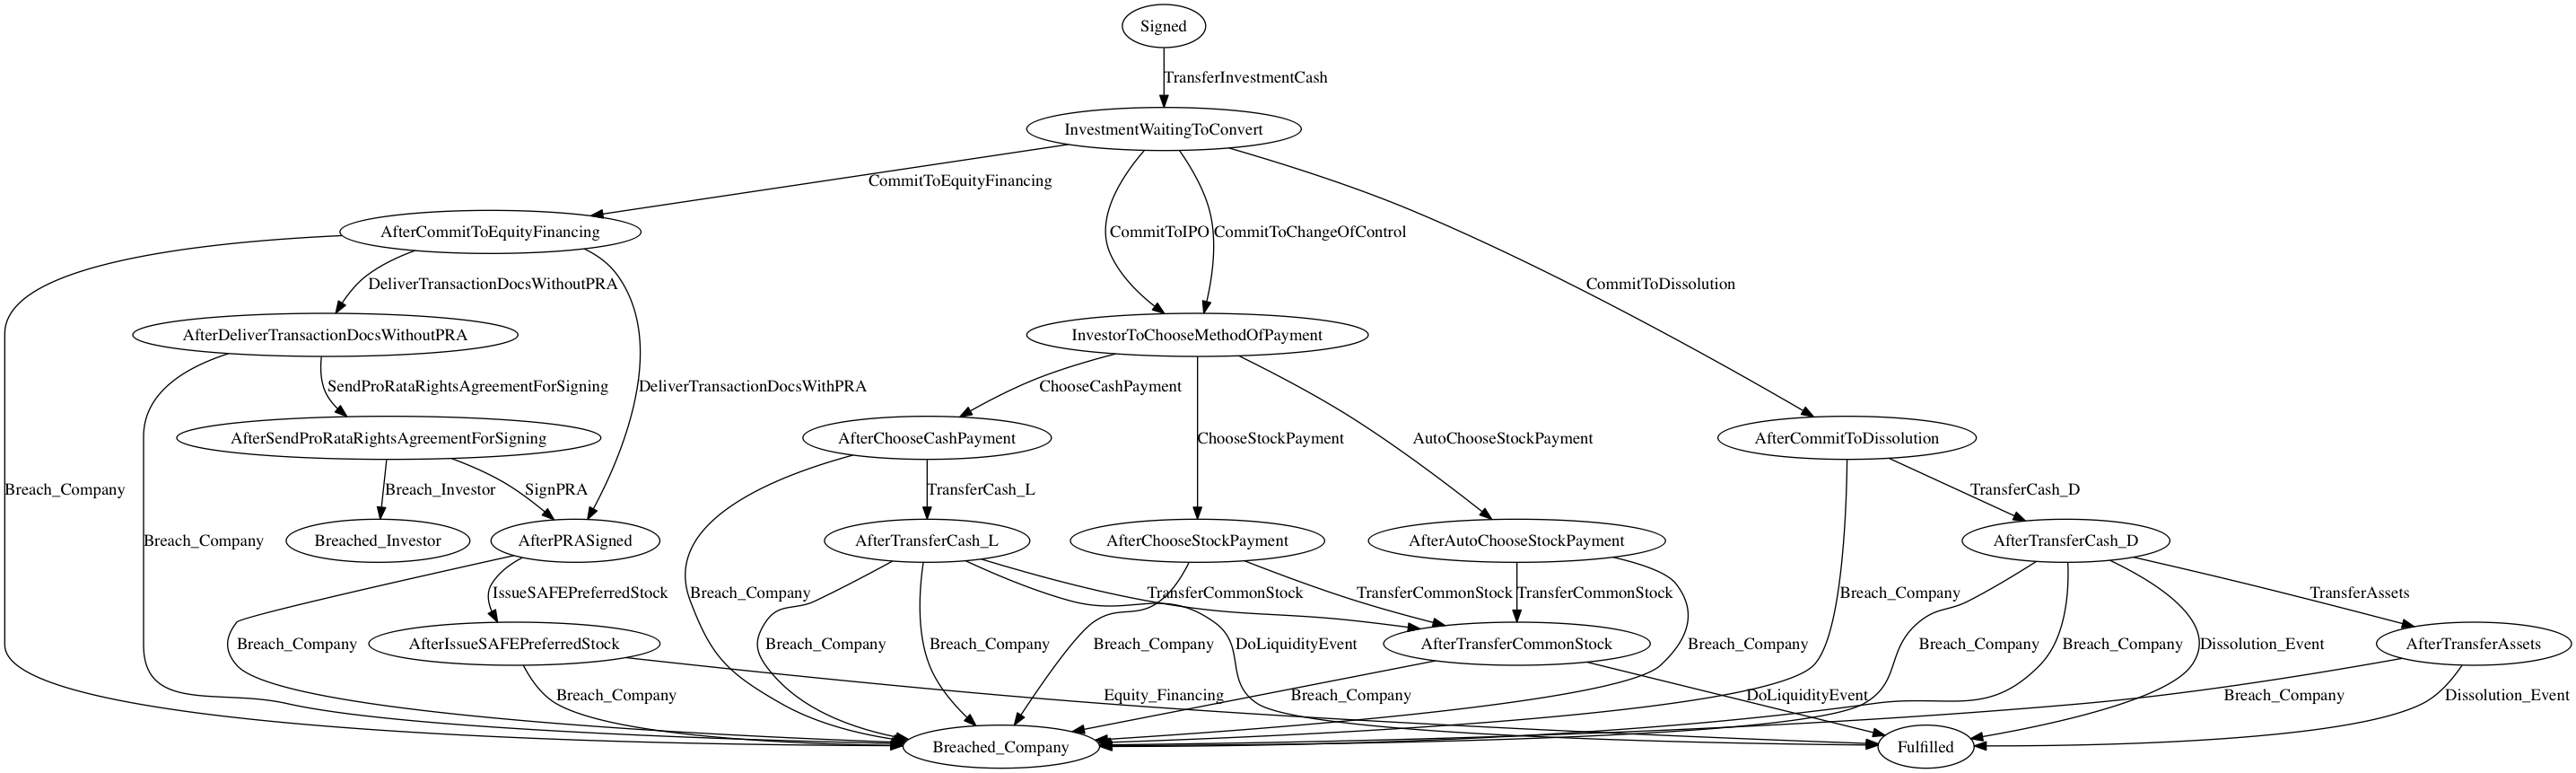 Signed
TransferInvestmentCash
InvestmentWaitingToConvert
CommitToEquityFinancing
AfterCommitToEquityFinancing
CommitToIPO
CommitToChangeOfControl
DeliverTransactionDocsWithoutPRA
CommitToDissolution
AfterDeliverTransactionDocsWithoutPRA
InvestorToChooseMethodOfPayment
SendProRataRightsAgreementForSigning
DeliverTransactionDocsWithPRA
ChooseCashPayment
AfterSendProRataRightsAgreementForSigning
AfterChooseCashPayment
ChooseStockPayment
AutoChooseStockPayment
AfterCommitToDissolution
Breach_Company
Breach_Investor
SignPRA
TransferCash_L
TransferCash_D
Breach_Company
Breached_Investor
AfterPRASigned
AfterTransferCash_L
AfterChooseStockPayment
AfterAutoChooseStockPayment
AfterTransferCash_D
IssueSAFEPreferredStock
Breach_Company
TransferCommonStock
TransferCommonStock
TransferCommonStock
Breach_Company
TransferAssets
Breach_Company
AfterIssueSAFEPreferredStock
Breach_Company
Breach_Company
Breach_Company
DoLiquidityEvent
AfterTransferCommonStock
Breach_Company
Breach_Company
Breach_Company
Dissolution_Event
AfterTransferAssets
Breach_Company
Equity_Financing
Breach_Company
DoLiquidityEvent
Breach_Company
Dissolution_Event
Breached_Company
Fulfilled